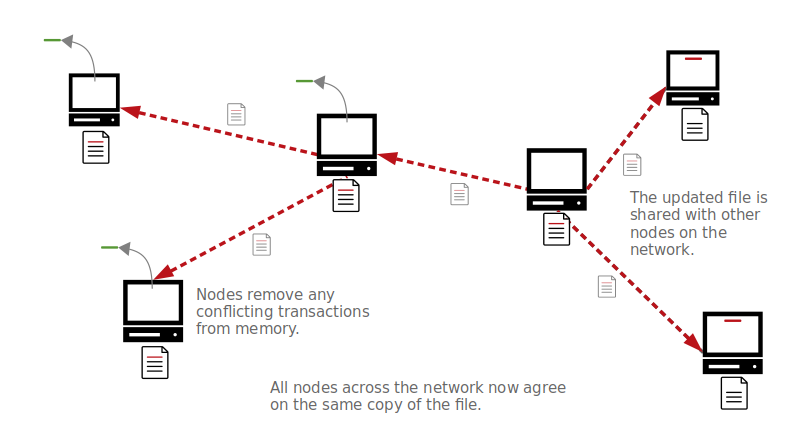 The updated file is
shared with other
nodes on the
network.
Nodes remove any
conflicting transactions
from memory.
All nodes across the network now agree
on the same copy of the file.